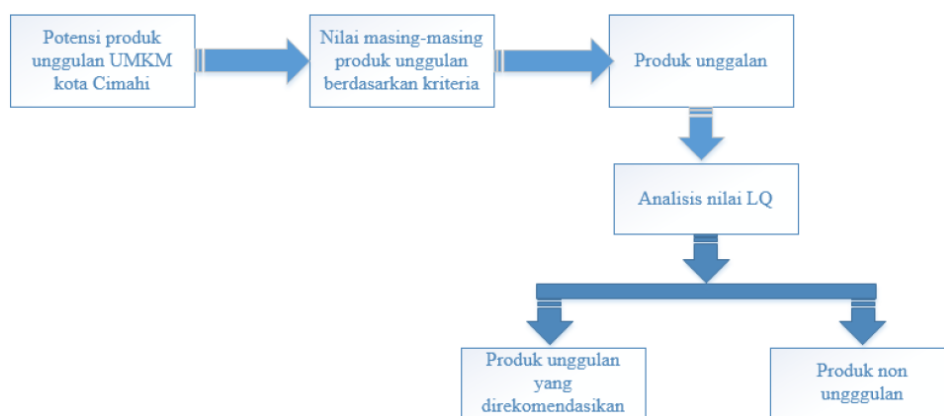 Potensi produk
unggulan UMKM
kota Cimahi
Nilai masing-masing
produk unggulan
berdasarkan kriteria
Produk unggalan
Analisis nilai LQ
Produk unggulan
yang
direkomendasikan
Produk non
ungggulan